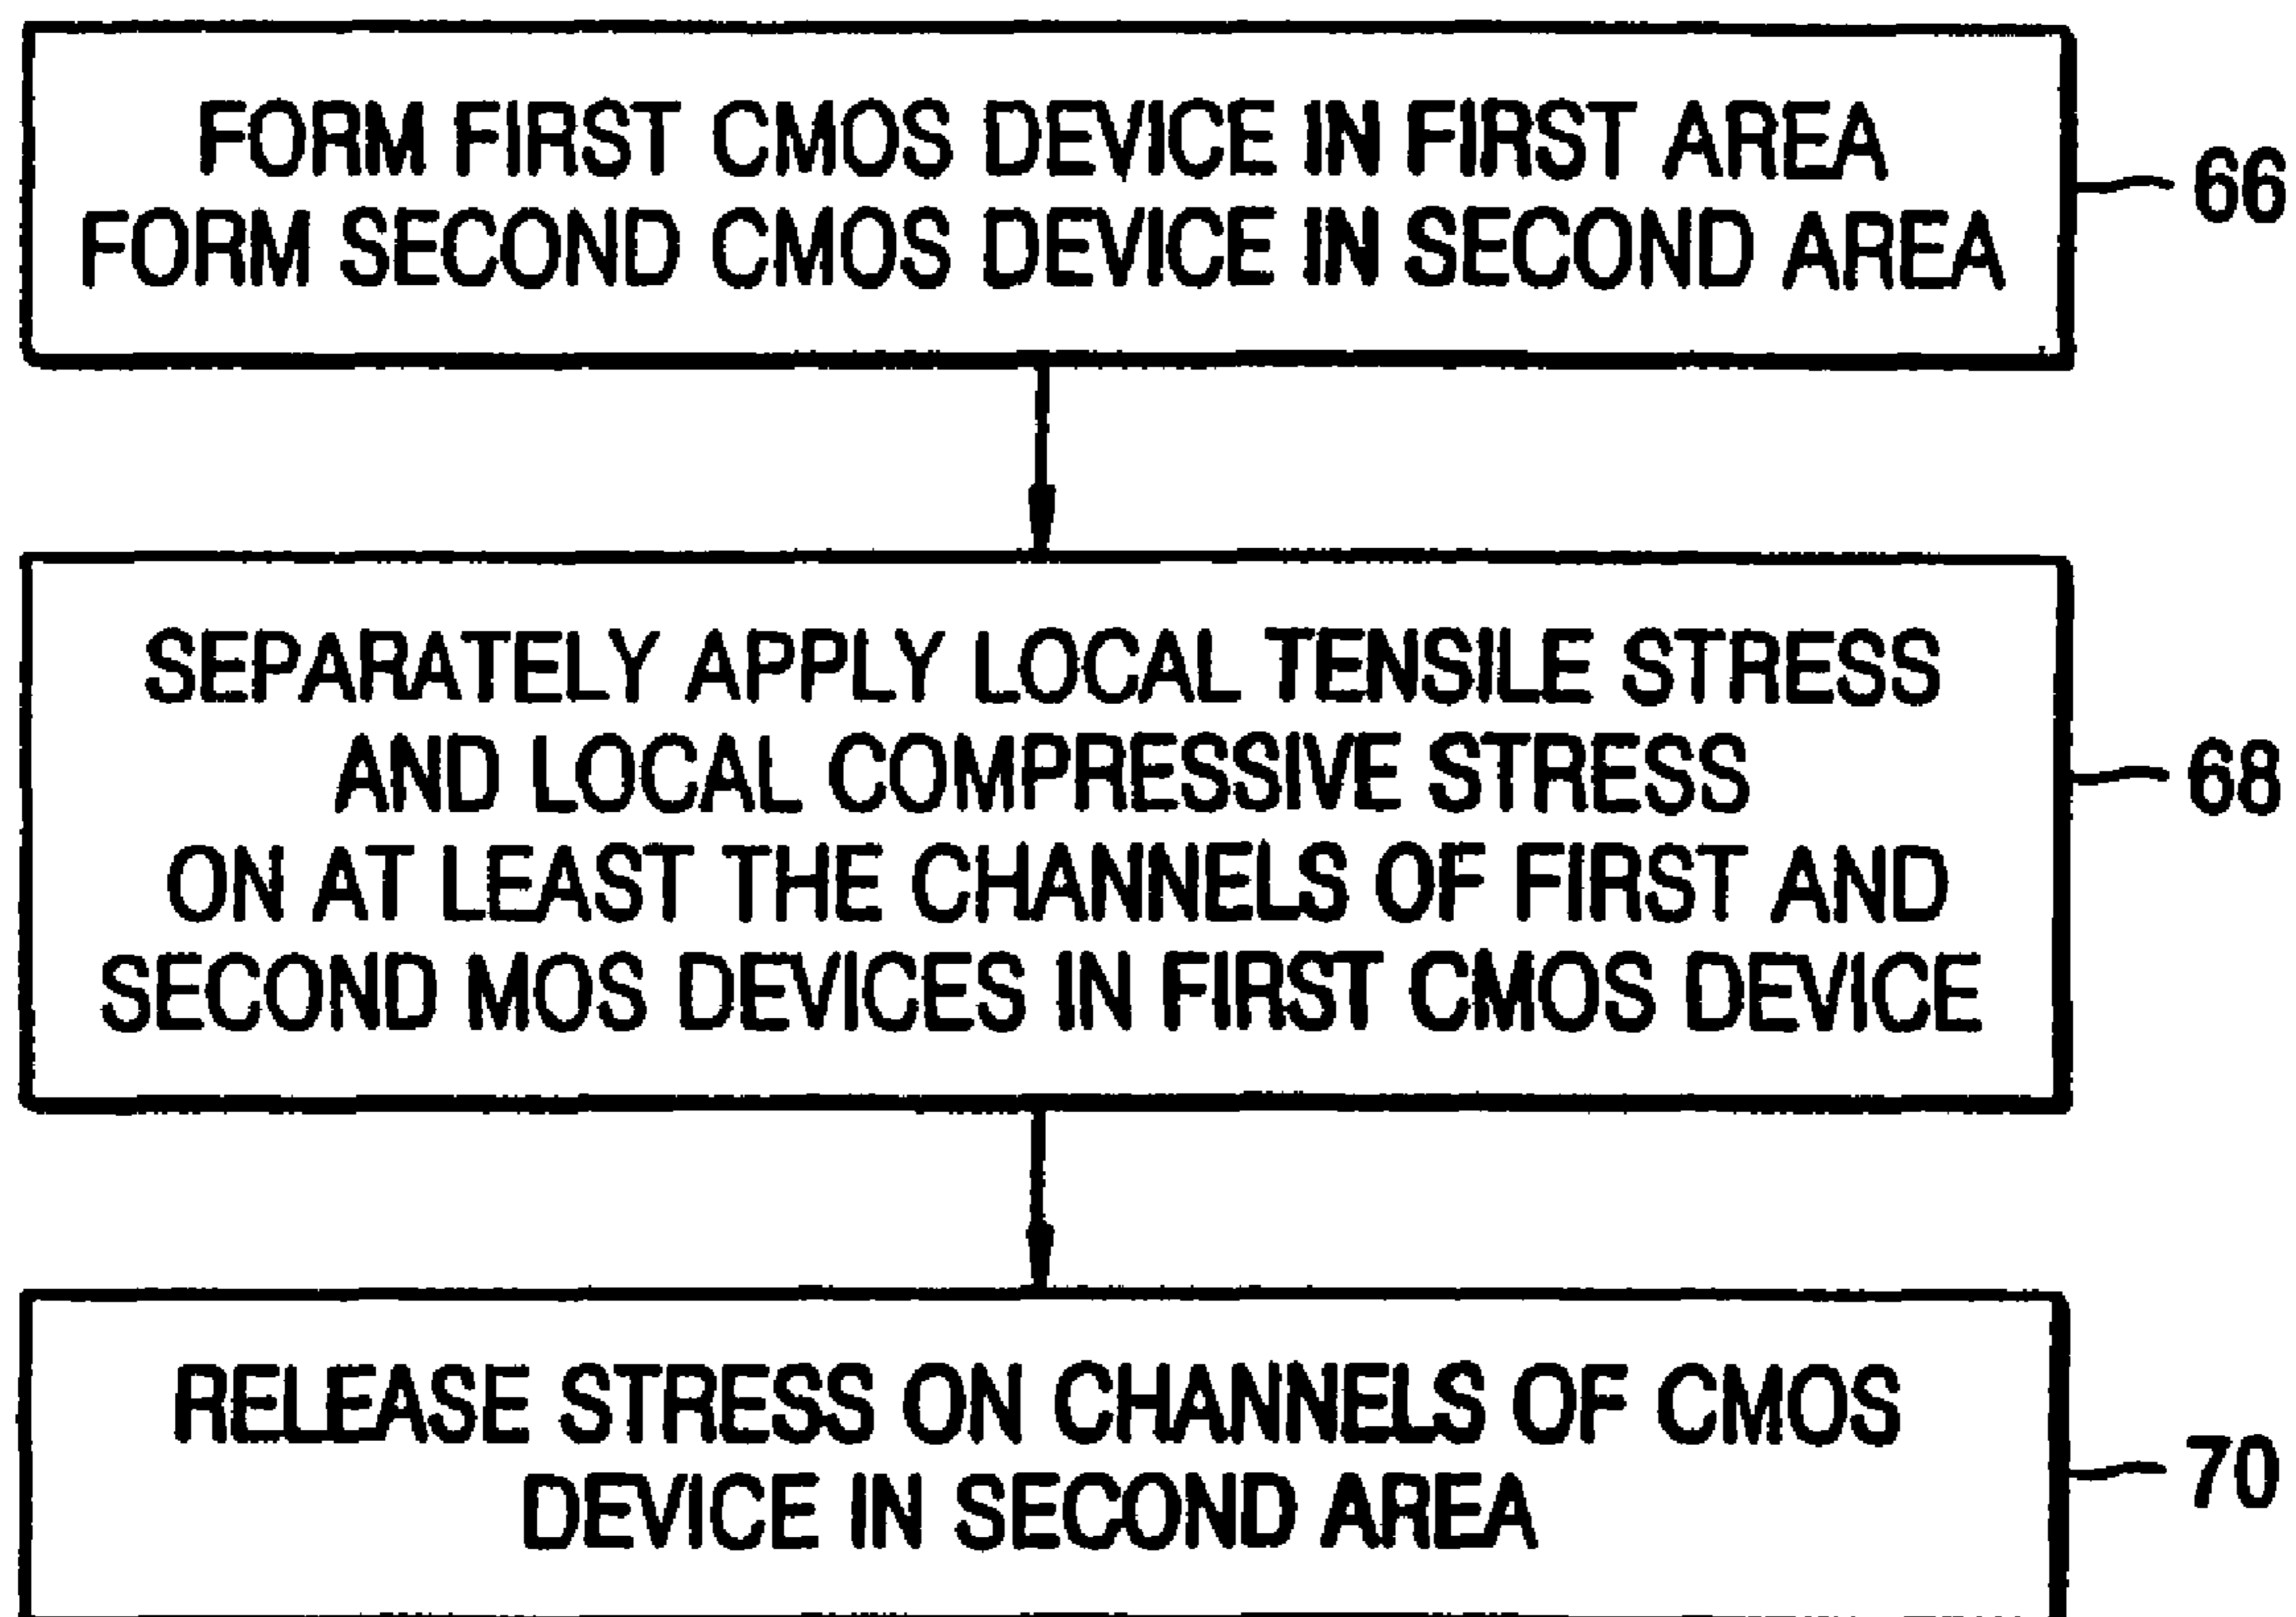 FORM FIRST CMOS DEVICE IN FIRST AREA
FORM SECOND CMOS DEVICE IN SECOND AREA
66
SEPARATELY APPLY LOCAL TENSILE STRESS
AND LOCAL COMPRESSIVE STRESS
ON AT LEAST THE CHANNELS OF FIRST AND
SECOND MOS DEVICES IN FIRST CMOS DEVICE
68
RELEASE STRESS ON CHANNELS OF CMOS
DEVICE IN SECOND AREA
70